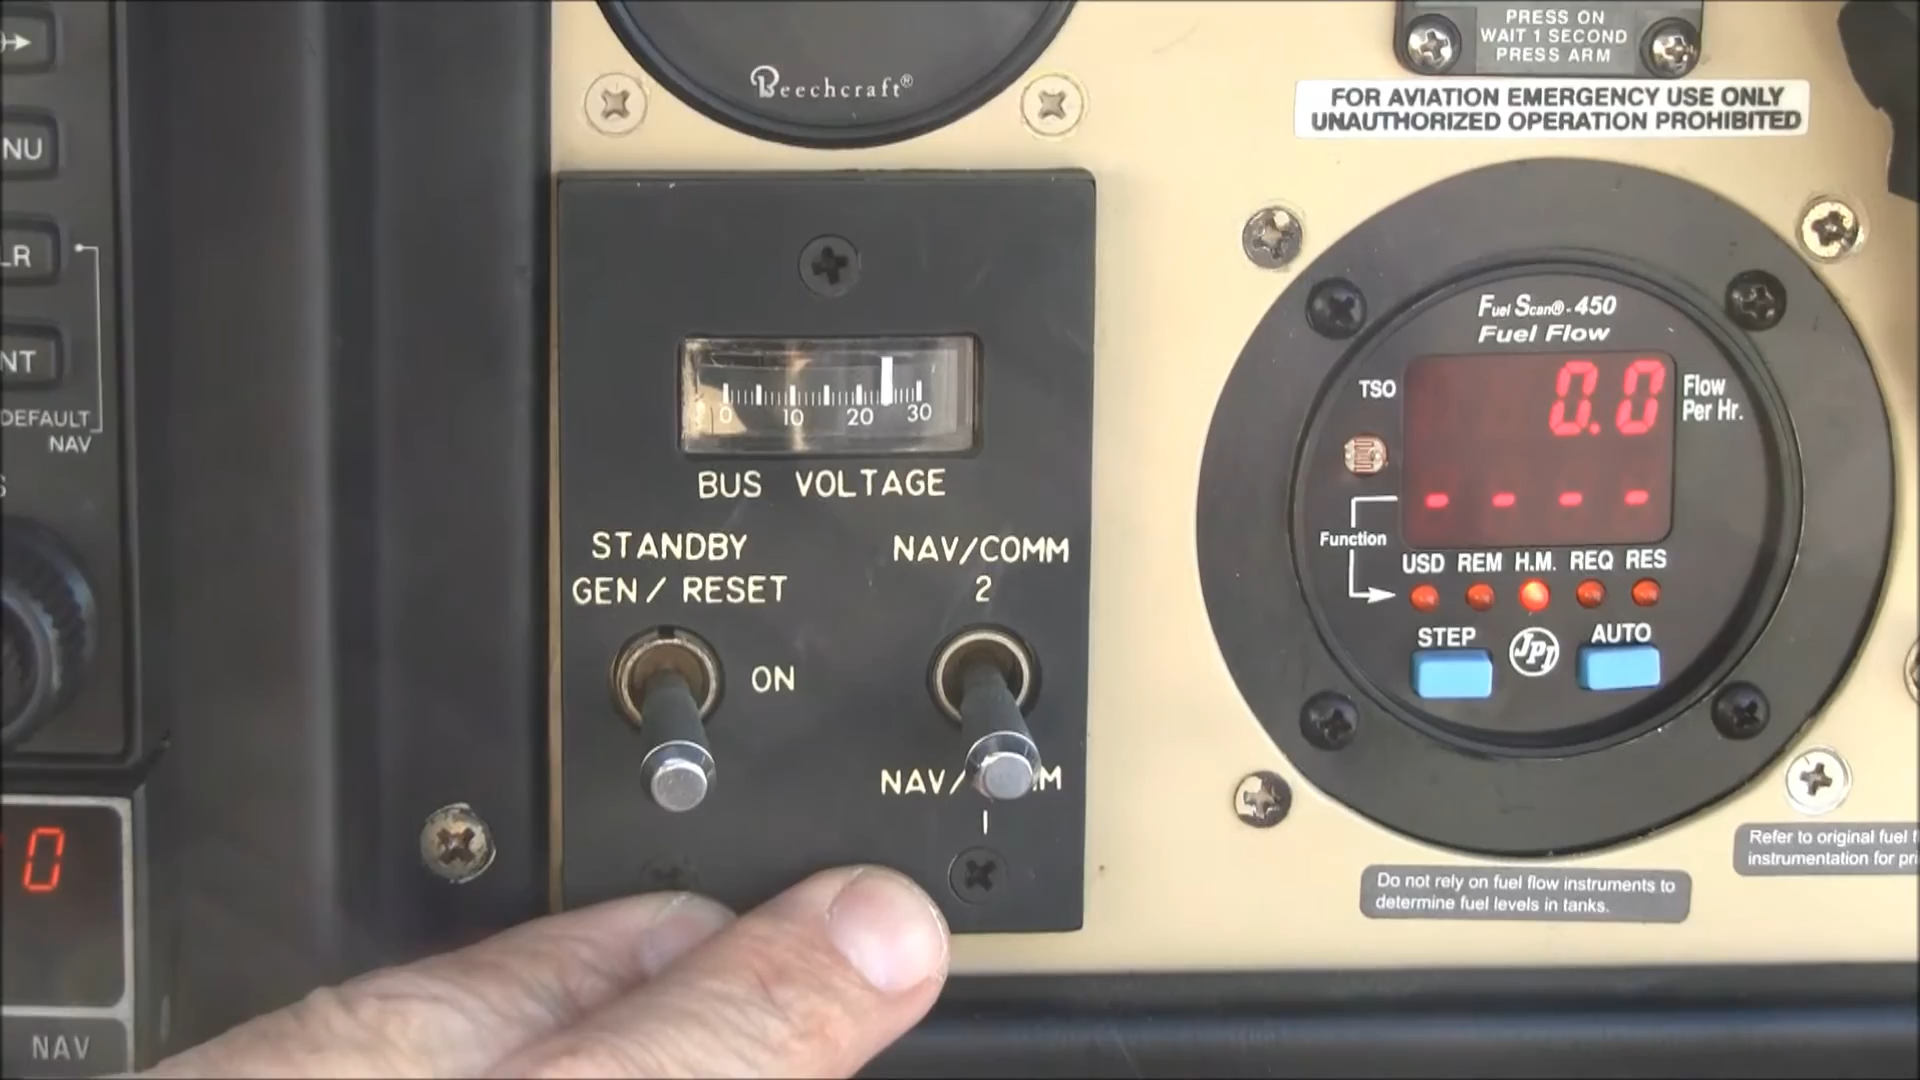 NU
LR
NT
DEFAULT
NAV
0
NAV
Beechcraft®
0 10 20 30
BUS VOLTAGE
STANDBY
GEN/RESET
ON
NAV/COMM
2
NAV/ M
1
PRESS ON
WAIT 1 SECOND
PRESS ARM
FOR AVIATION EMERGENCY USE ONLY
UNAUTHORIZED OPERATION PROHIBITED
Fuel Scan®-450
Fuel Flow
TSO
0.0
Flow
Per Hr.
- - - -
Function
USD REM H.M. REQ RES
STEP
JPI
AUTO
Do not rely on fuel flow instruments to
determine fuel levels in tanks.
Refer to original fuel
instrumentation for